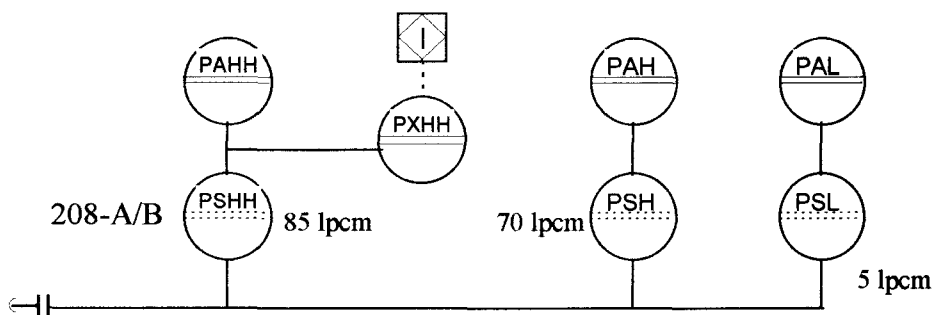 I
PAHH
PXHH
PAH
PAL
208-A/B
PSHH
85 lpcm
70 lpcm
PSH
PSL
5 lpcm